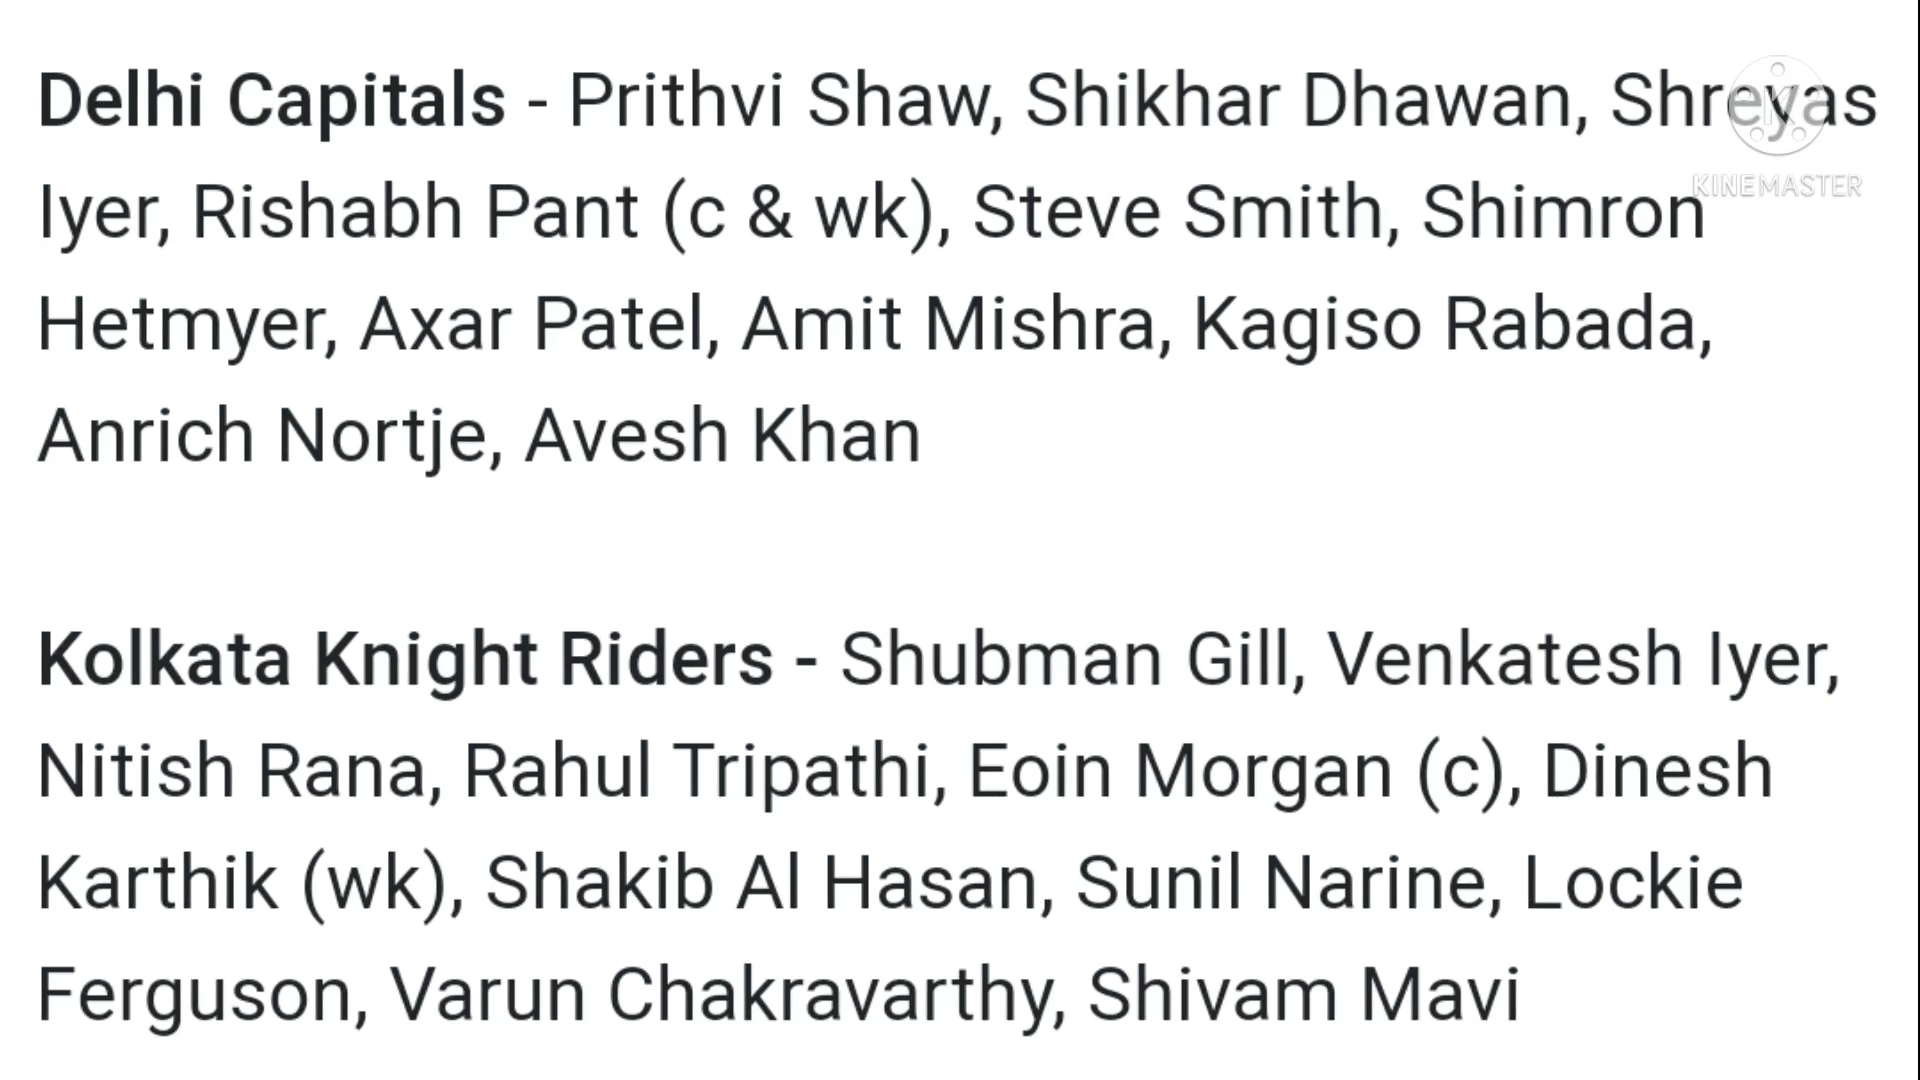 Delhi Capitals - Prithvi Shaw, Shikhar Dhawan, Shreyas
Iyer, Rishabh Pant (c & wk), Steve Smith, Shimron
KINEMASTER
Hetmyer, Axar Patel, Amit Mishra, Kagiso Rabada,
Anrich Nortje, Avesh Khan
Kolkata Knight Riders - Shubman Gill, Venkatesh Iyer,
Nitish Rana, Rahul Tripathi, Eoin Morgan (c), Dinesh
Karthik (wk), Shakib Al Hasan, Sunil Narine, Lockie
Ferguson, Varun Chakravarthy, Shivam Mavi